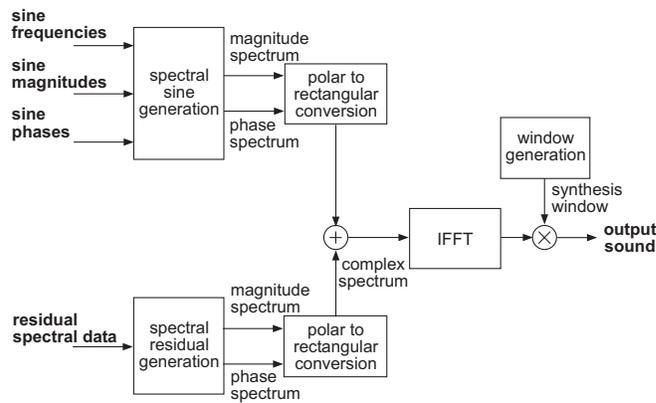 sine
frequencies
sine
magnitudes
sine
phases
spectral
sine
generation
magnitude
spectrum
phase
spectrum
polar to
rectangular
conversion
window
generation
synthesis
window
+
IFFT
×
output
sound
complex
spectrum
residual
spectral data
spectral
residual
generation
magnitude
spectrum
phase
spectrum
polar to
rectangular
conversion